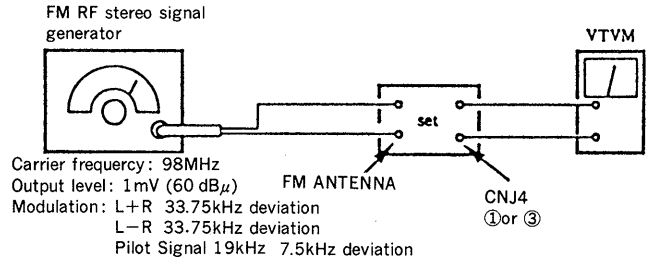 FM RF stereo signal
generator
VTVM
set
Carrier frequercy: 98MHz
Output level: 1mV (60 dBμ)
Modulation: L+R 33.75kHz deviation
L−R 33.75kHz deviation
Pilot Signal 19kHz 7.5kHz deviation
FM ANTENNA
CNJ4
①or ③